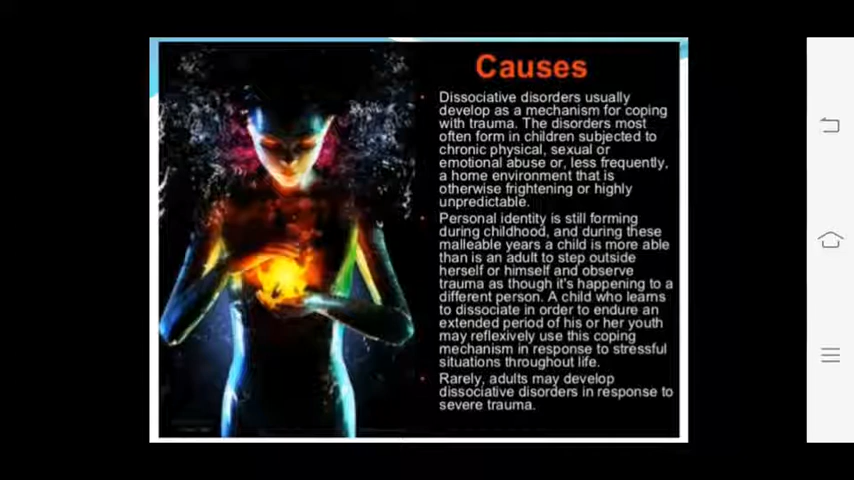 Causes
Dissociative disorders usually
develop as a mechanism for coping
with trauma. The disorders most
often form in children subjected to
chronic physical, sexual or
emotional abuse or, less frequently,
a home environment that is
otherwise frightening or highly
unpredictable.
Personal identity is still forming
during childhood, and during these
malleable years a child is more able
than is an adult to step outside
herself or himself and observe
trauma as though it's happening to a
different person. A child who learns
to dissociate in order to endure an
extended period of his or her youth
may reflexively use this coping
mechanism in response to stressful
situations throughout life.
Rarely, adults may develop
dissociative disorders in response to
severe trauma.